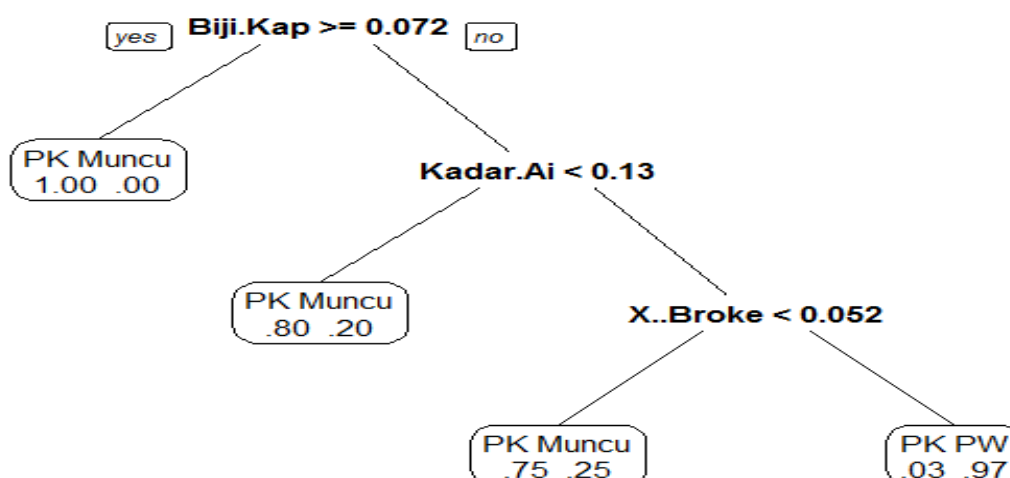 yes Biji.Kap >= 0.072 no
PK Muncu
1.00 .00
Kadar.Ai < 0.13
PK Muncu
.80 .20
X..Broke < 0.052
PK Muncu
.75 .25
PK PW
.03 .97